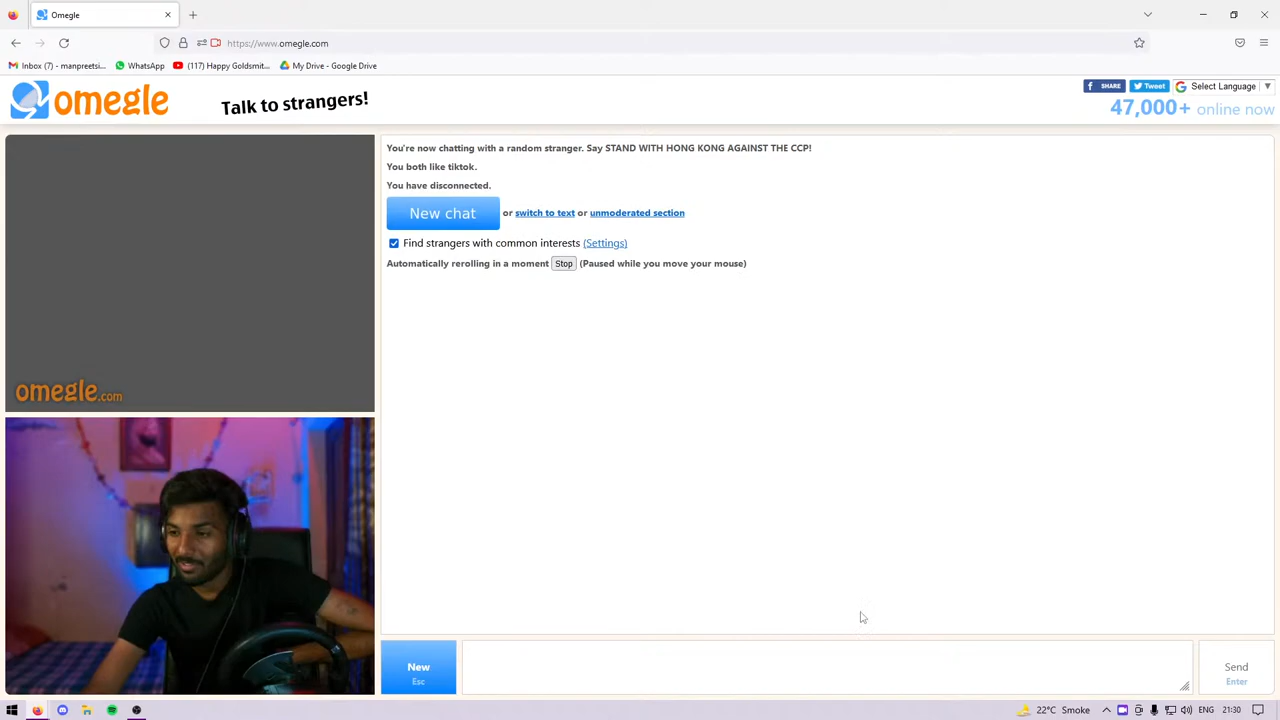 Omegle
https://www.omegle.com
Inbox (7) - manpreetsi... WhatsApp (117) Happy Goldsmit... My Drive - Google Drive
omegle Talk to strangers! f SHARE Tweet G Select Language ▼
47,000+ online now
You're now chatting with a random stranger. Say STAND WITH HONG KONG AGAINST THE CCP!
You both like tiktok.
You have disconnected.
New chat or switch to text or unmoderated section
Find strangers with common interests (Settings)
Automatically rerolling in a moment Stop (Paused while you move your mouse)
omegle.com
New
Esc
Send
Enter
22°C Smoke ENG 21:30